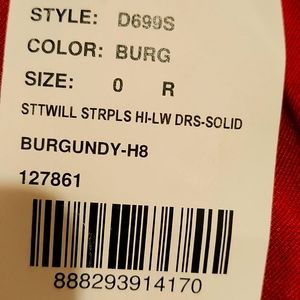 STYLE: D699S
COLOR: BURG
SIZE: 0 R
STTWILL STRPLS HI-LW DRS-SOLID
BURGUNDY-H8
127861
888293914170